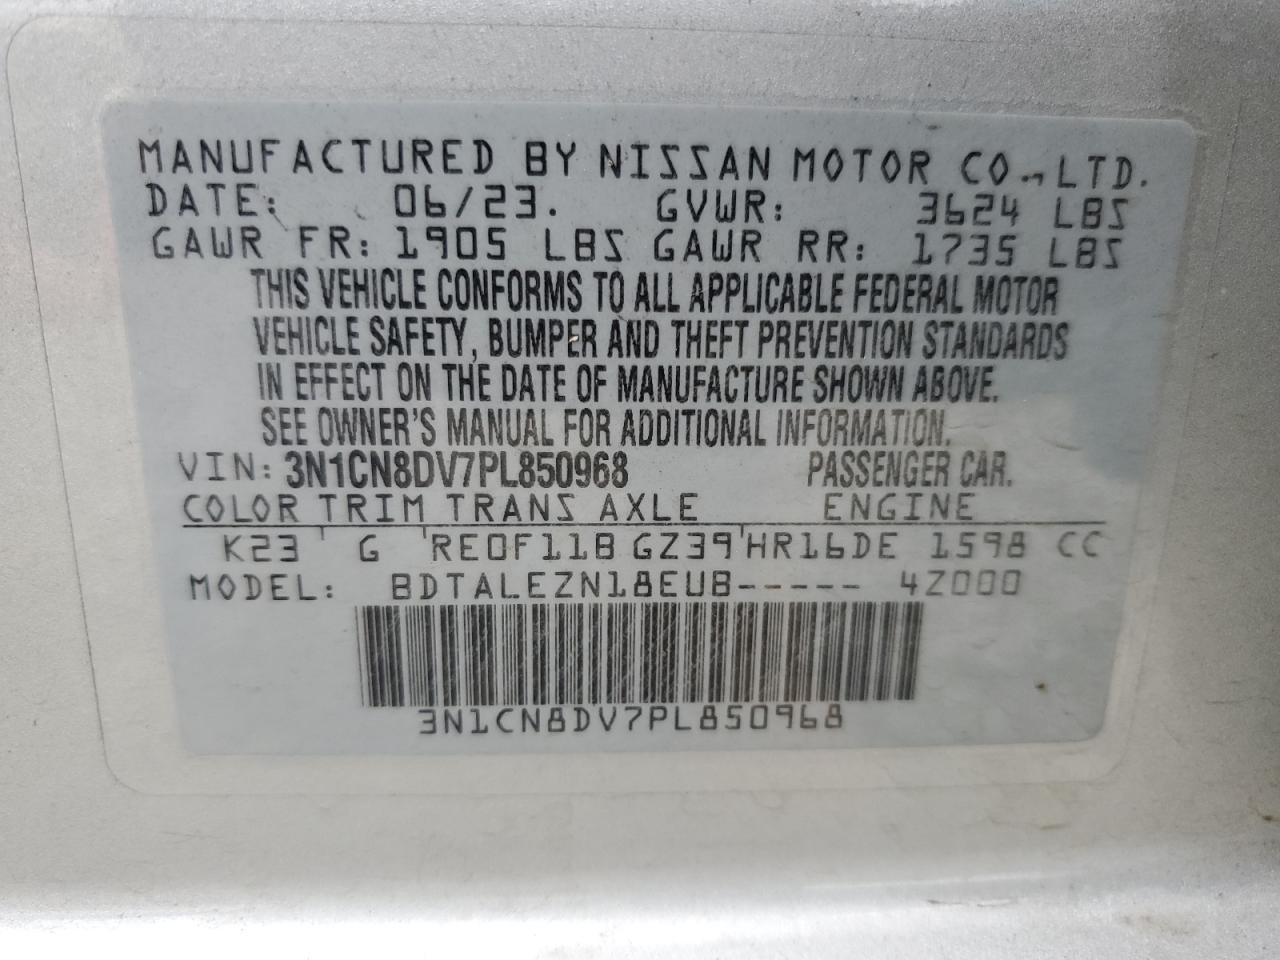 MANUFACTURED BY NISSAN MOTOR CO., LTD.
DATE: 06/23. GVWR: 3624 LBS
GAWR FR: 1905 LBS GAWR RR: 1735 LBS
THIS VEHICLE CONFORMS TO ALL APPLICABLE FEDERAL MOTOR
VEHICLE SAFETY, BUMPER AND THEFT PREVENTION STANDARDS
IN EFFECT ON THE DATE OF MANUFACTURE SHOWN ABOVE.
SEE OWNER'S MANUAL FOR ADDITIONAL INFORMATION.
VIN: 3N1CN8DV7PL850968 PASSENGER CAR.
COLOR TRIM TRANS AXLE ENGINE
K23 G RE0F11B GZ39 HR16DE 1598 CC
MODEL: BDTALEZN18EUB----- 4Z000
3N1CN8DV7PL850968